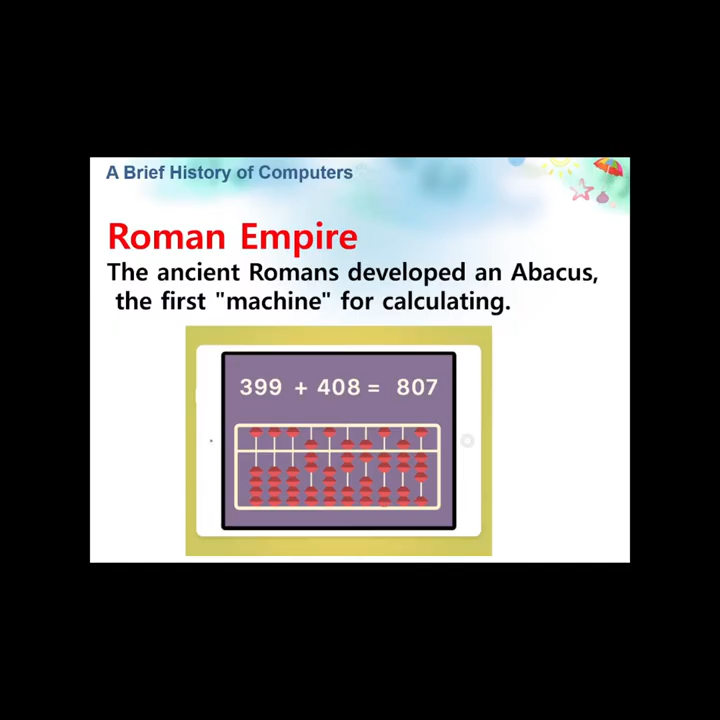 A Brief History of Computers
Roman Empire
The ancient Romans developed an Abacus,
the first "machine" for calculating.
399 + 408 = 807